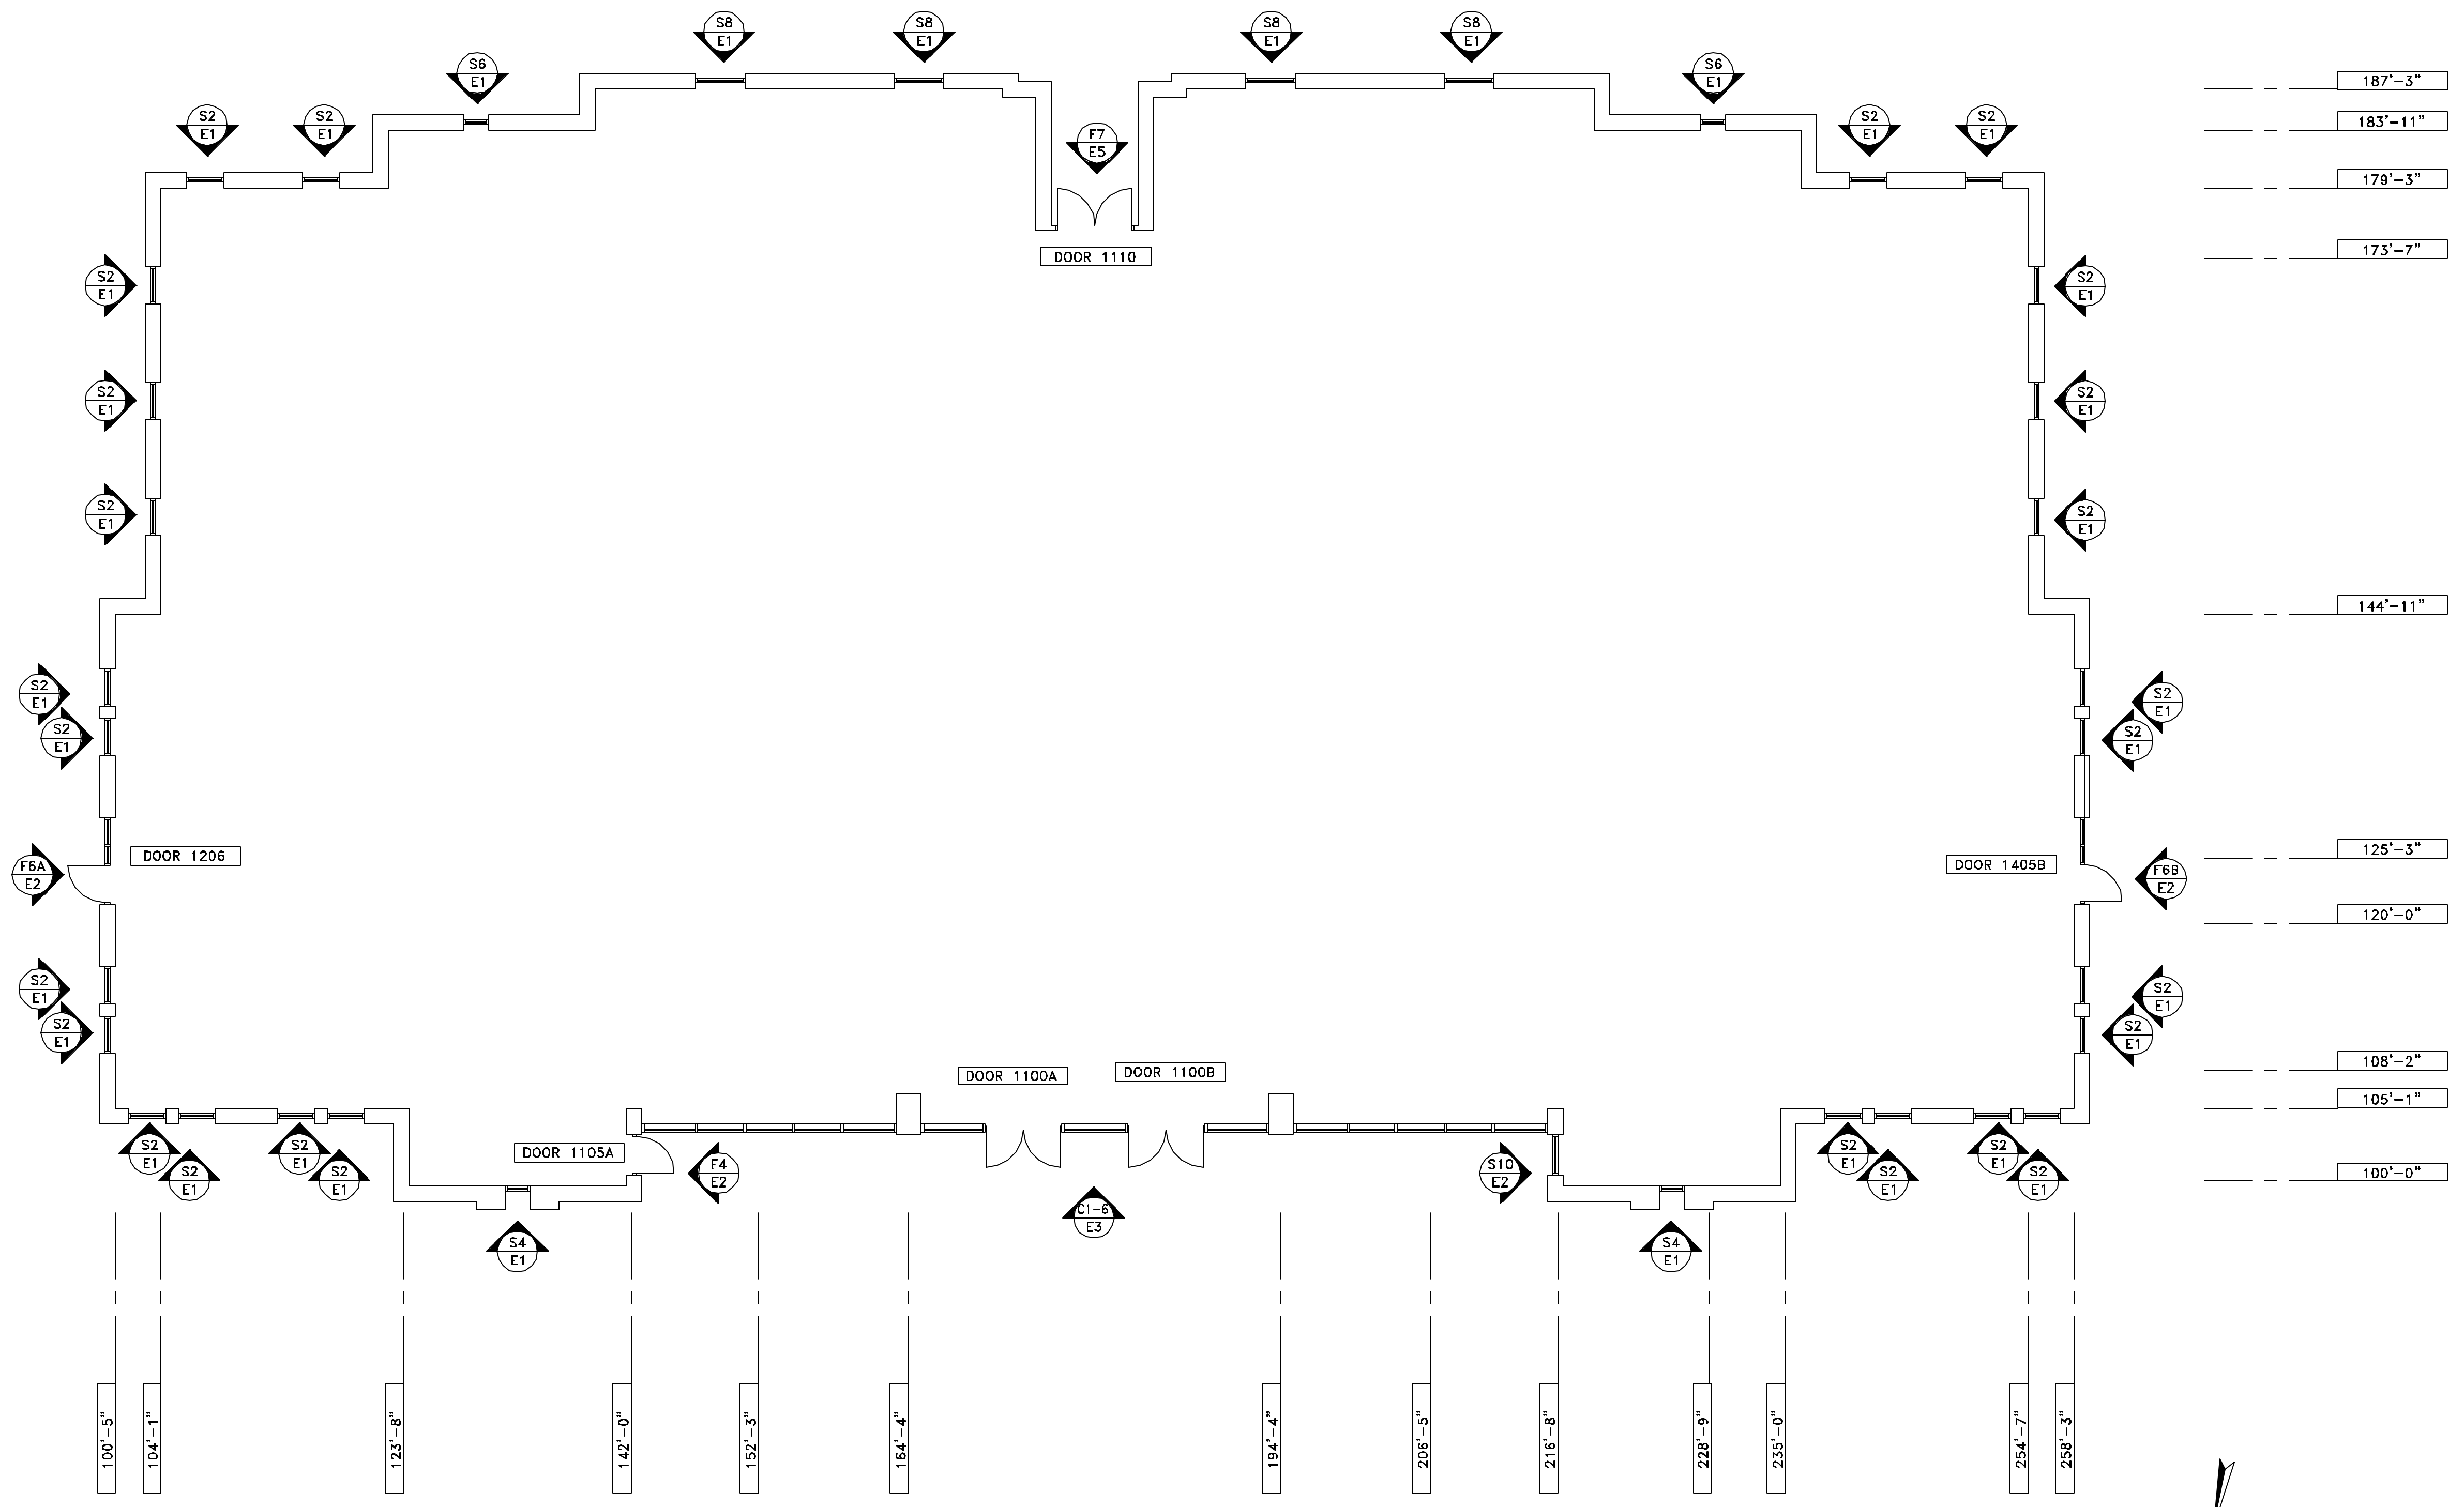 S8
E1
S8
E1
S8
E1
S8
E1
S6
E1
S6
E1
187'-3"
183'-11"
S2
E1
S2
E1
F7
E5
S2
E1
S2
E1
179'-3"
DOOR 1110
173'-7"
S2
E1
S2
E1
S2
E1
S2
E1
S2
E1
S2
E1
144'-11"
S2
E1
S2
E1
S2
E1
S2
E1
DOOR 1206
F6A
E2
DOOR 1405B
F6B
E2
125'-3"
120'-0"
S2
E1
S2
E1
S2
E1
S2
E1
DOOR 1100A
DOOR 1100B
108'-2"
105'-1"
S2
E1
S2
E1
S2
E1
S2
E1
DOOR 1105A
F4
E2
S10
E2
S2
E1
S2
E1
S2
E1
S2
E1
100'-0"
C1-6
E3
S4
E1
S4
E1
100'-5"
104'-1"
123'-8"
142'-0"
152'-3"
164'-4"
194'-4"
206'-5"
216'-8"
228'-9"
235'-0"
254'-7"
258'-3"